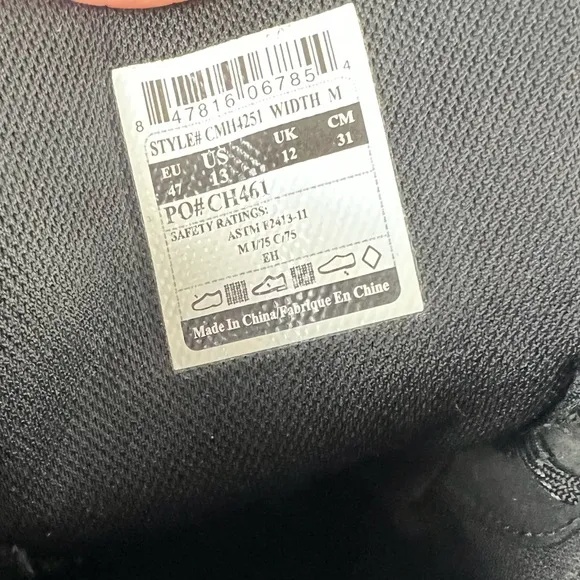 8 47816 06785 4
STYLE# CMH4251 WIDTH M
EU US UK CM
47 13 12 31
PO# CH461
SAFETY RATINGS:
ASTM F2413-11
M I/75 C/75
EH
Made In China/Fabrique En Chine